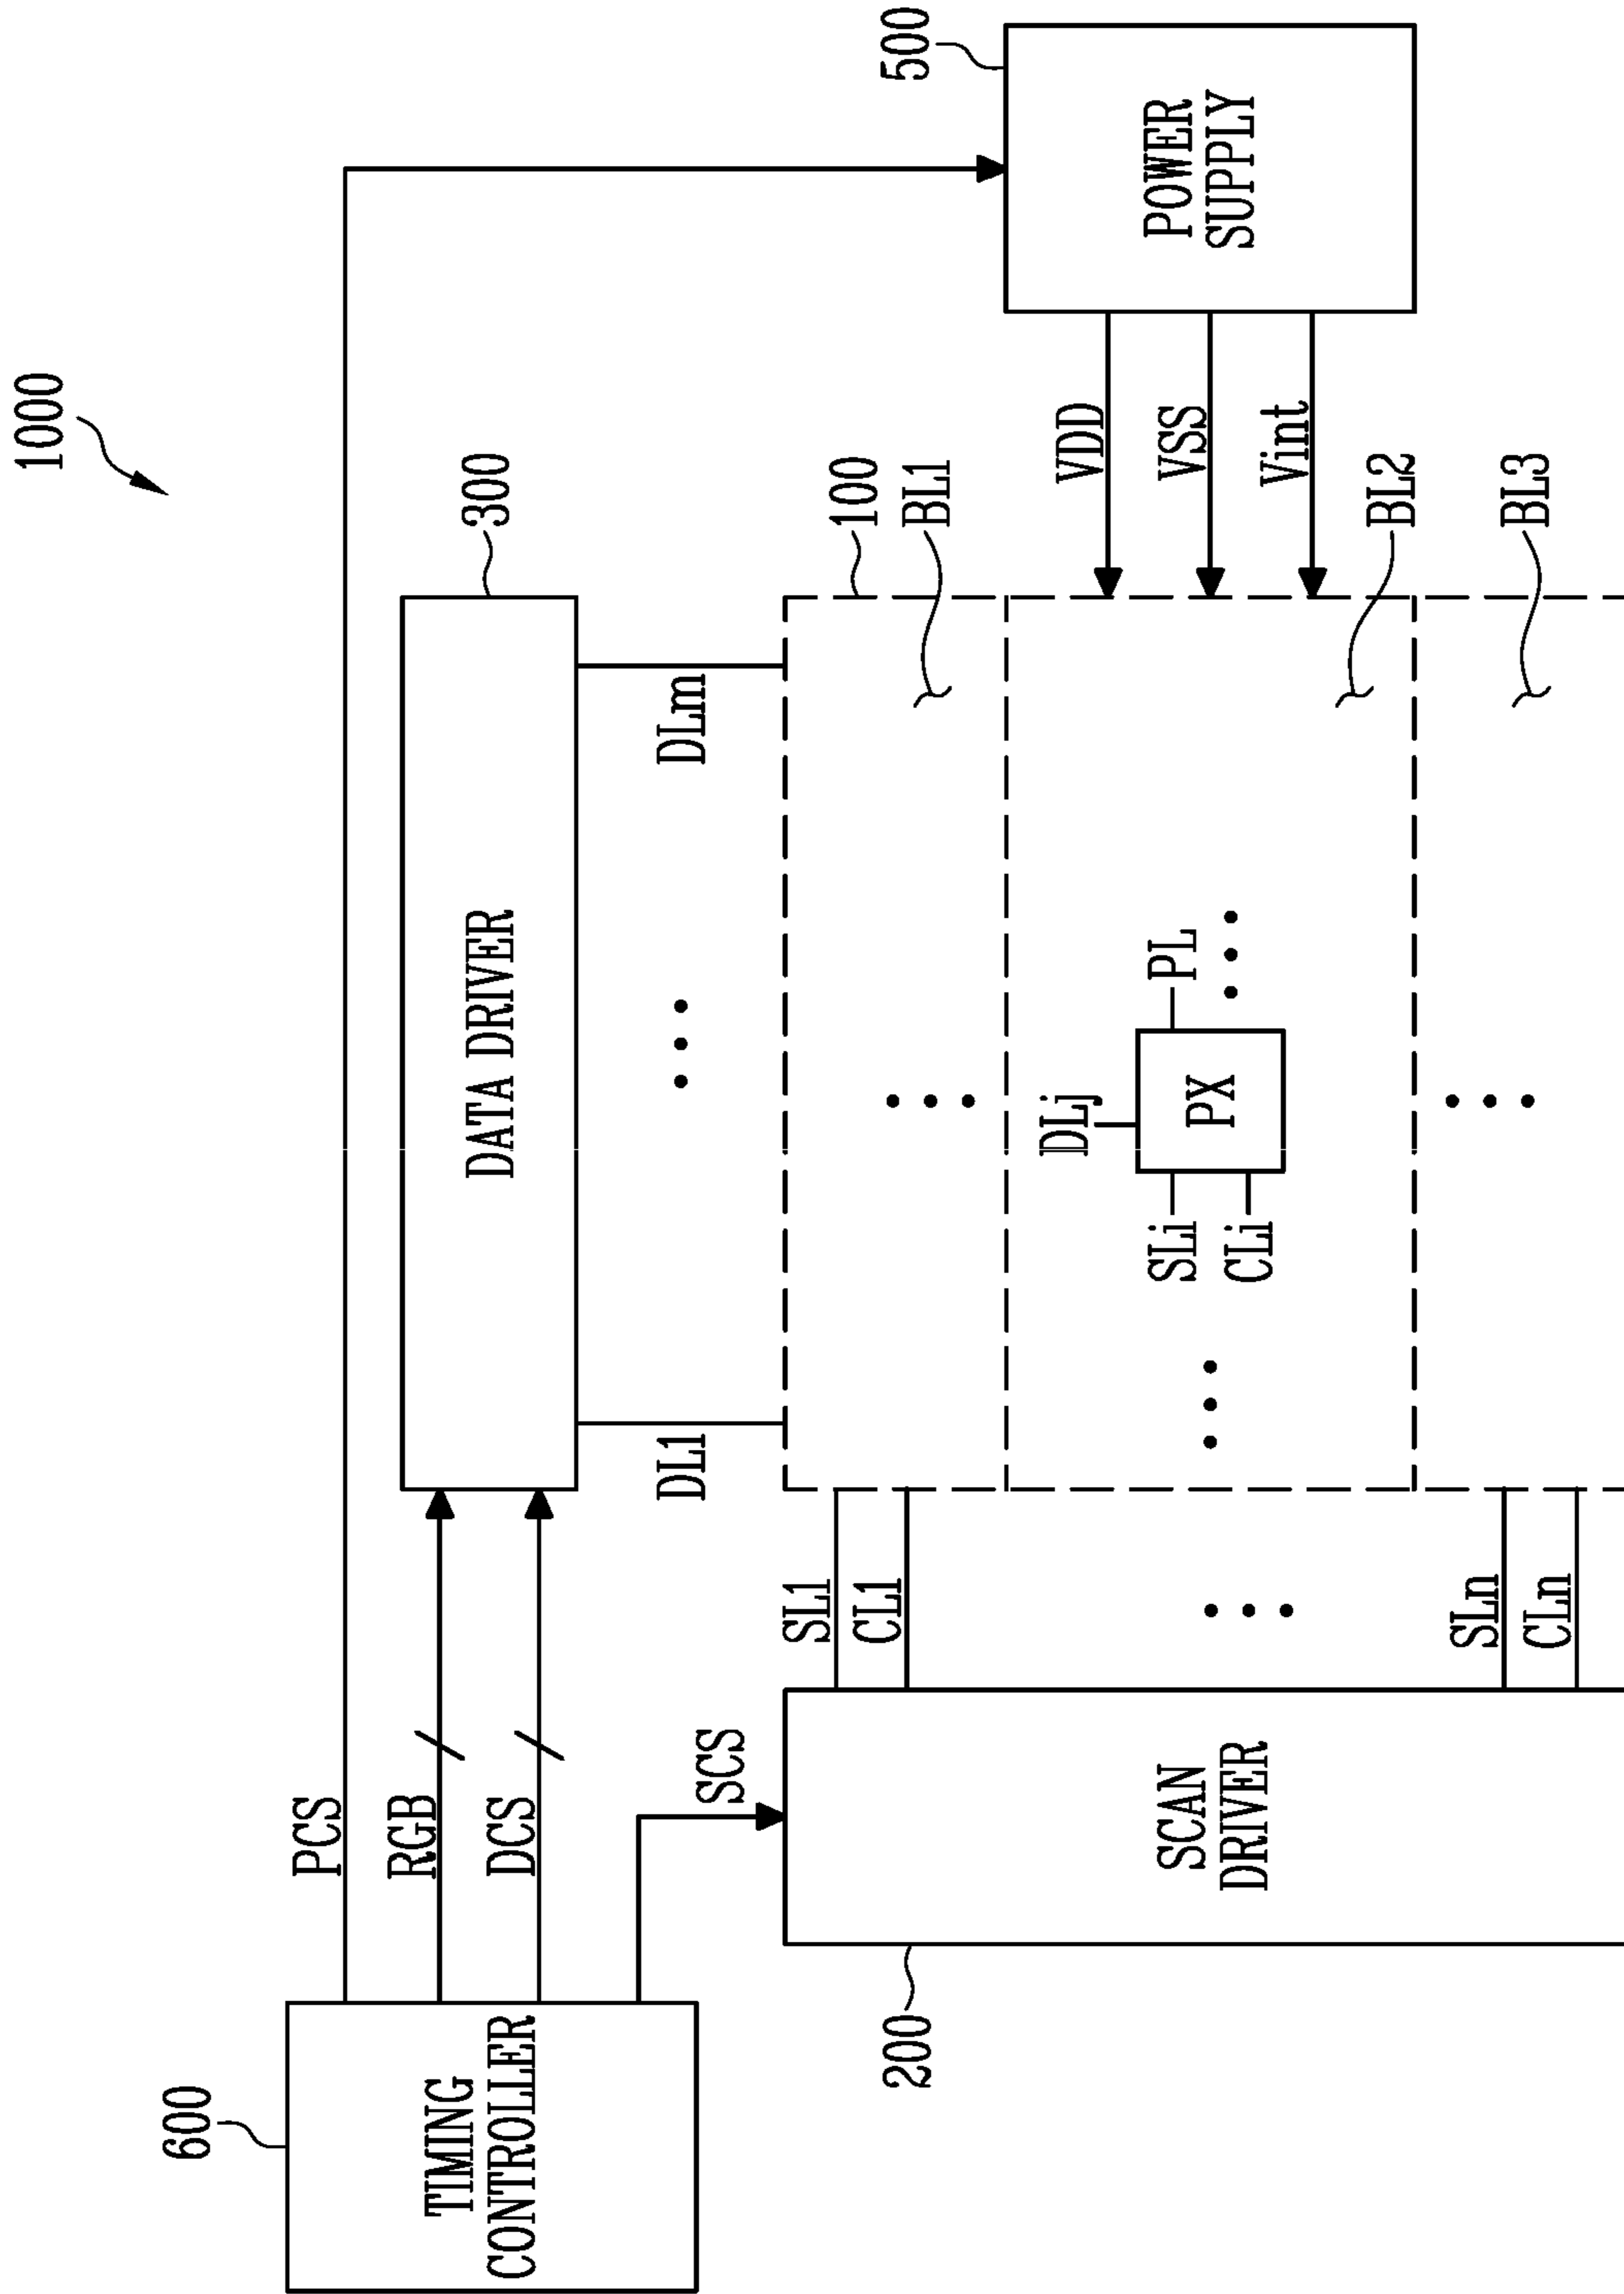 1000
600
TIMING
CONTROLLER
PCS
RGB
DCS
SCS
300
DATA DRIVER
500
POWER
SUPPLY
DL1
DLm
100
BL1
VDD
VSS
Vint
BL2
BL3
SL1
CL1
SLn
CLn
DLj
SLi
CLi
PX
PL
200
SCAN
DRIVER